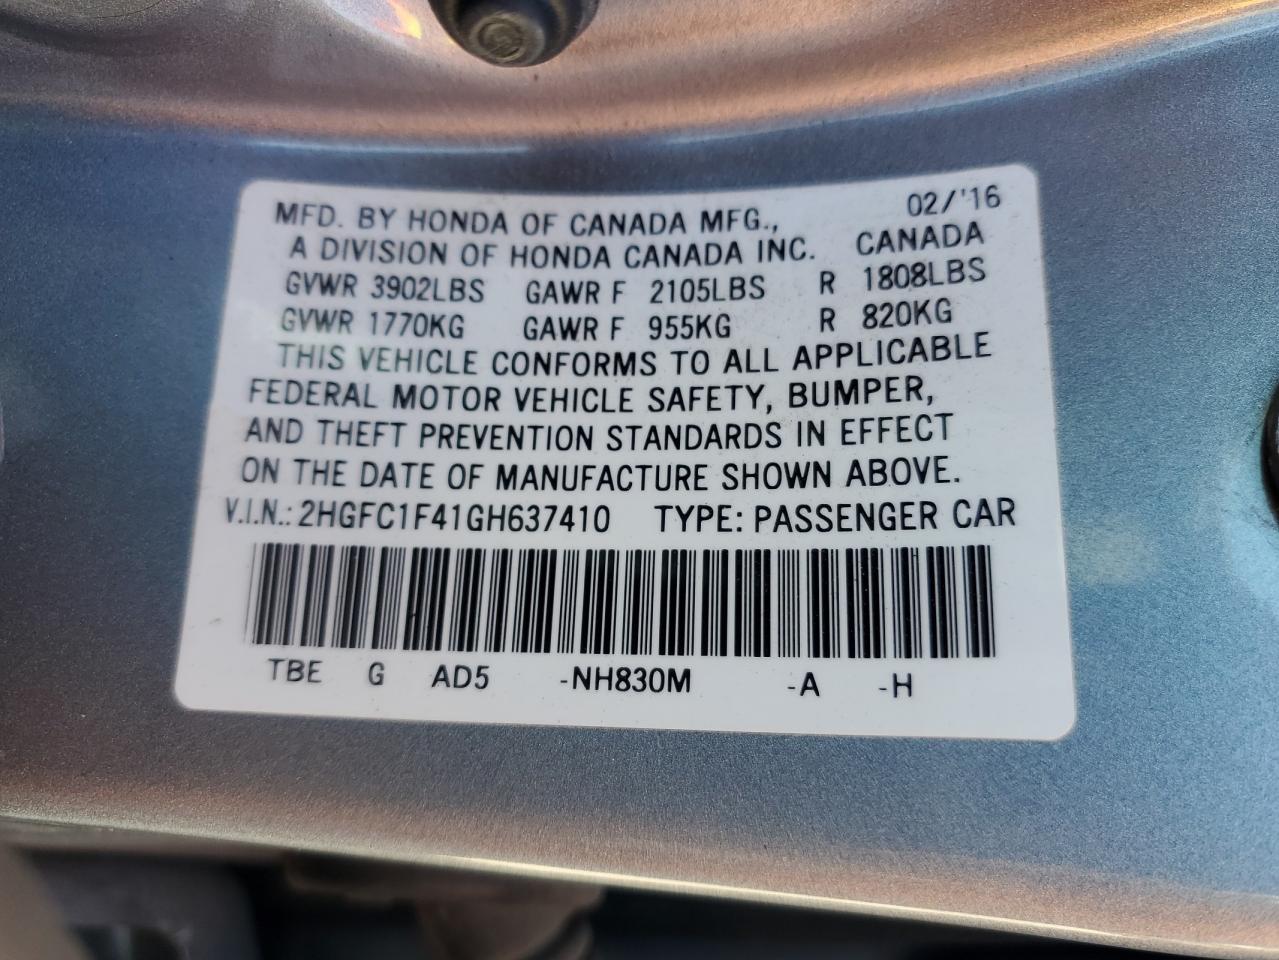 MFD. BY HONDA OF CANADA MFG., 02/'16
A DIVISION OF HONDA CANADA INC. CANADA
GVWR 3902LBS GAWR F 2105LBS R 1808LBS
GVWR 1770KG GAWR F 955KG R 820KG
THIS VEHICLE CONFORMS TO ALL APPLICABLE
FEDERAL MOTOR VEHICLE SAFETY, BUMPER,
AND THEFT PREVENTION STANDARDS IN EFFECT
ON THE DATE OF MANUFACTURE SHOWN ABOVE.
V.I.N.: 2HGFC1F41GH637410 TYPE: PASSENGER CAR
TBE G AD5 -NH830M -A -H